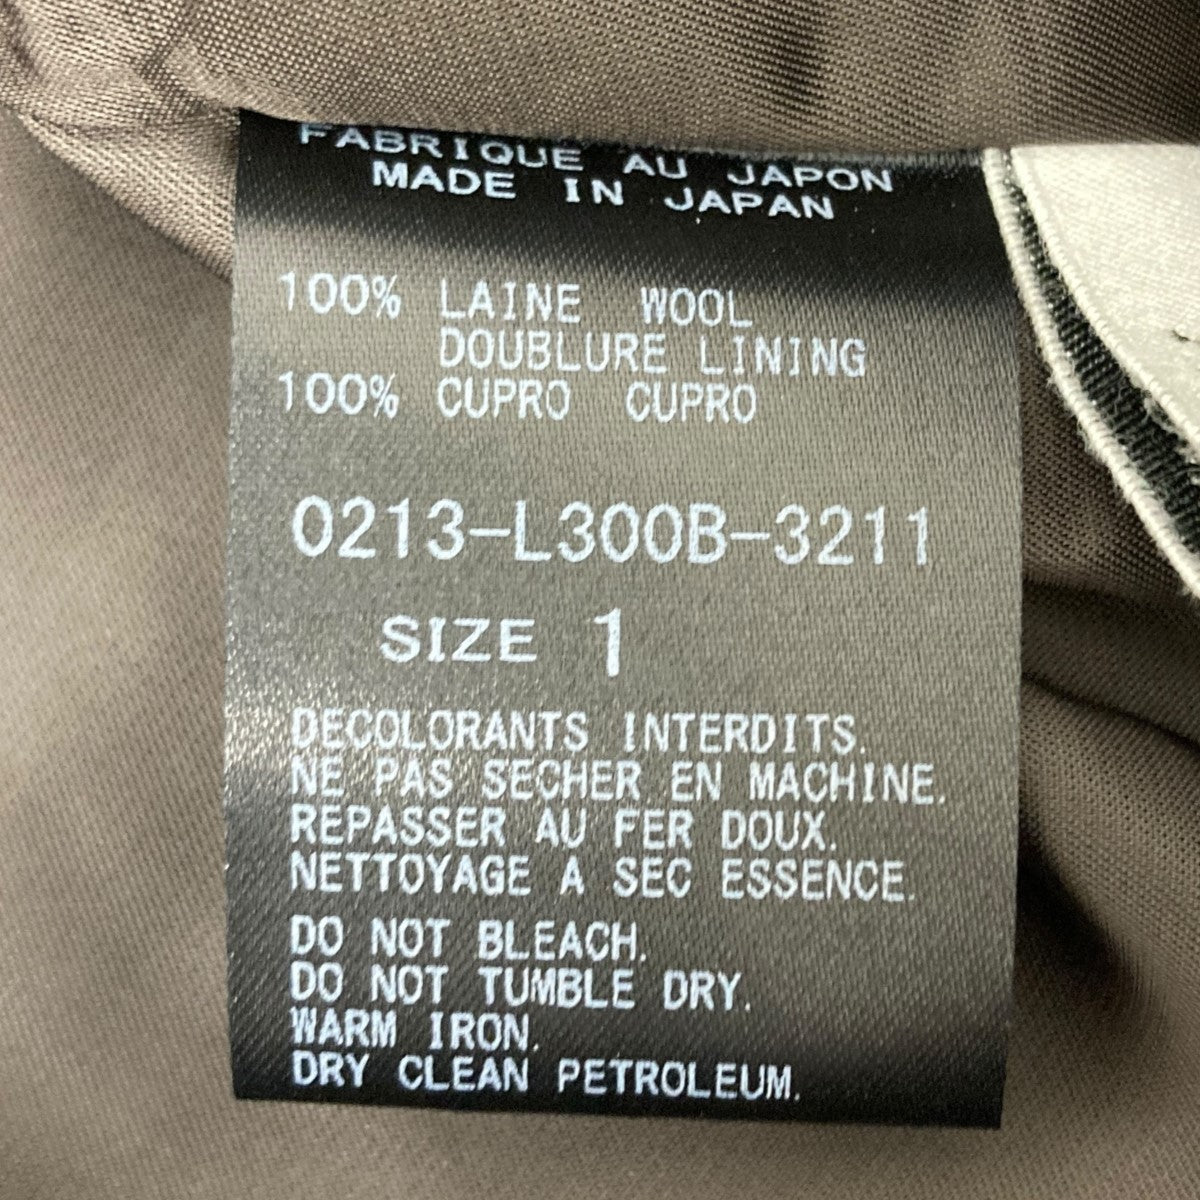 FABRIQUE AU JAPON
MADE IN JAPAN
100% LAINE WOOL
DOUBLURE LINING
100% CUPRO CUPRO
0213-L300B-3211
SIZE 1
DECOLORANTS INTERDITS.
NE PAS SECHER EN MACHINE.
REPASSER AU FER DOUX.
NETTOYAGE A SEC ESSENCE.
DO NOT BLEACH.
DO NOT TUMBLE DRY.
WARM IRON.
DRY CLEAN PETROLEUM.